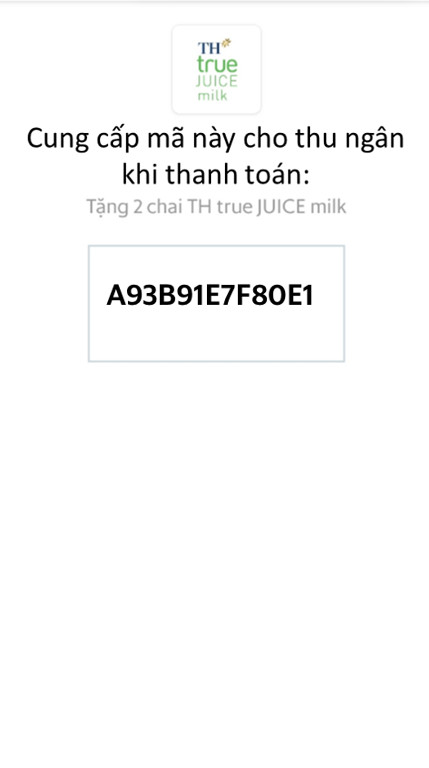 TH
true
JUICE
milk
Cung cấp mã này cho thu ngân
khi thanh toán:
Tặng 2 chai TH true JUICE milk
A93B91E7F80E1